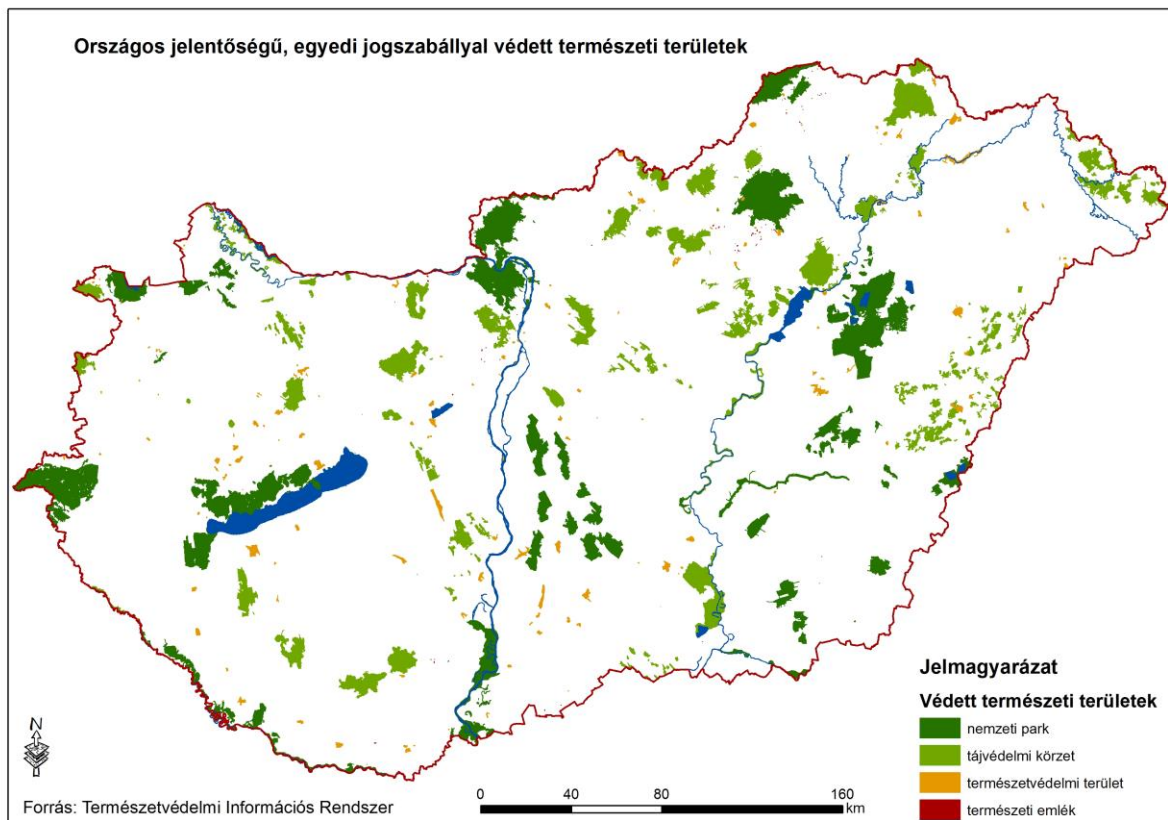 Országos jelentőségű, egyedi jogszabállyal védett természeti területek
Jelmagyarázat
Védett természeti területek
nemzeti park
tájvédelmi körzet
természetvédelmi terület
természeti emlék
N
Forrás: Természetvédelmi Információs Rendszer
0 40 80 160
km